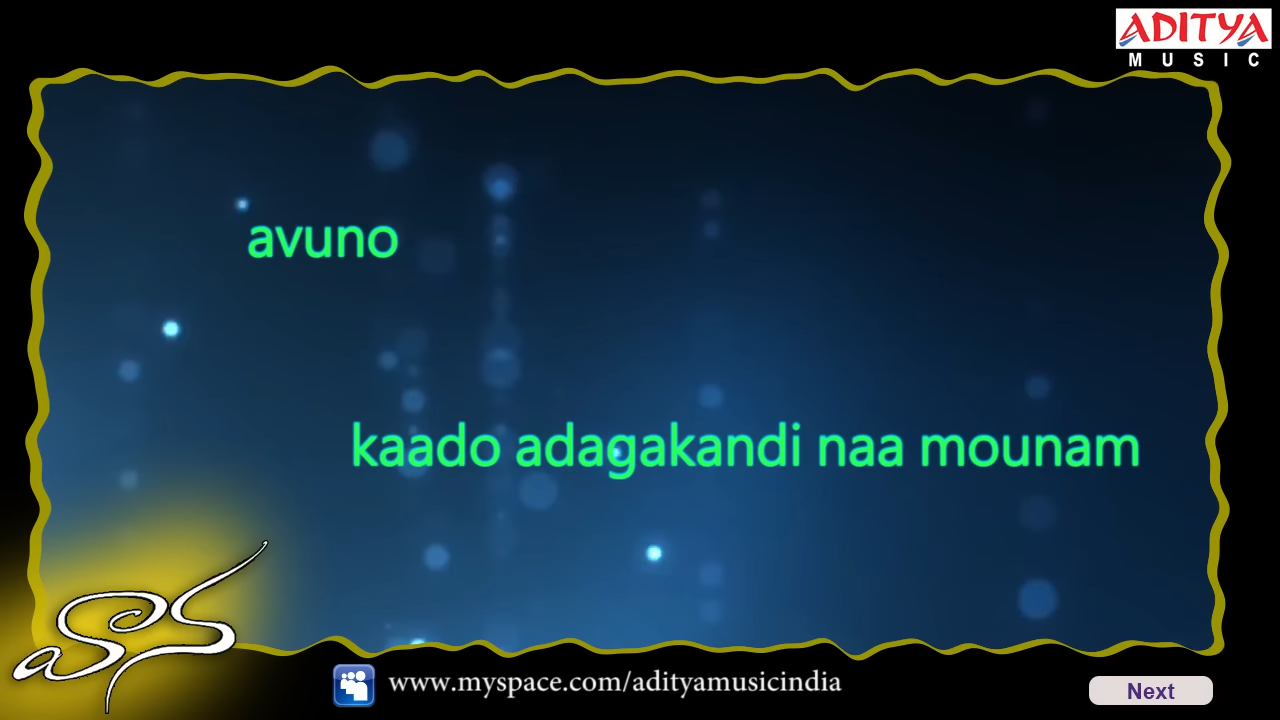 ADITYA
MUSIC
avuno
kaado adagakandi naa mounam
వాన
www.myspace.com/adityamusicindia
Next